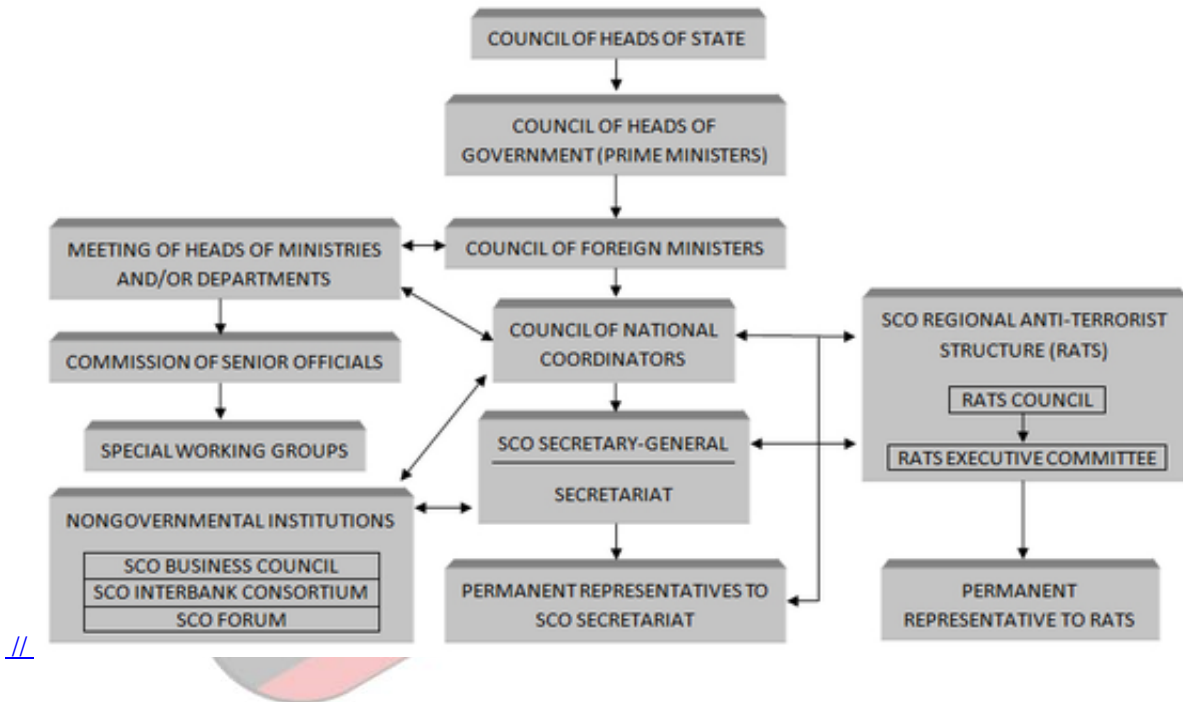 COUNCIL OF HEADS OF STATE
COUNCIL OF HEADS OF
GOVERNMENT (PRIME MINISTERS)
MEETING OF HEADS OF MINISTRIES
AND/OR DEPARTMENTS
COUNCIL OF FOREIGN MINISTERS
COUNCIL OF NATIONAL
COORDINATORS
SCO REGIONAL ANTI-TERRORIST
STRUCTURE (RATS)
RATS COUNCIL
RATS EXECUTIVE COMMITTEE
COMMISSION OF SENIOR OFFICIALS
SPECIAL WORKING GROUPS
SCO SECRETARY-GENERAL
SECRETARIAT
NONGOVERNMENTAL INSTITUTIONS
SCO BUSINESS COUNCIL
SCO INTERBANK CONSORTIUM
SCO FORUM
PERMANENT REPRESENTATIVES TO
SCO SECRETARIAT
PERMANENT
REPRESENTATIVE TO RATS
//